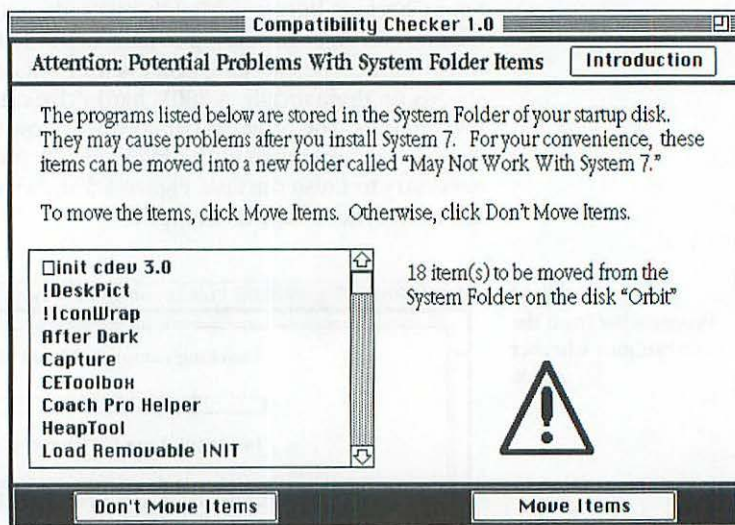 Compatibility Checker 1.0
Attention: Potential Problems With System Folder Items
Introduction
The programs listed below are stored in the System Folder of your startup disk.
They may cause problems after you install System 7. For your convenience, these
items can be moved into a new folder called “May Not Work With System 7.”
To move the items, click Move Items. Otherwise, click Don't Move Items.
□init cdev 3.0
!DeskPict
!IconWrap
After Dark
Capture
CEToolbox
Coach Pro Helper
HeapTool
Load Removable INIT
18 item(s) to be moved from the
System Folder on the disk “Orbit”
Don't Move Items
Move Items